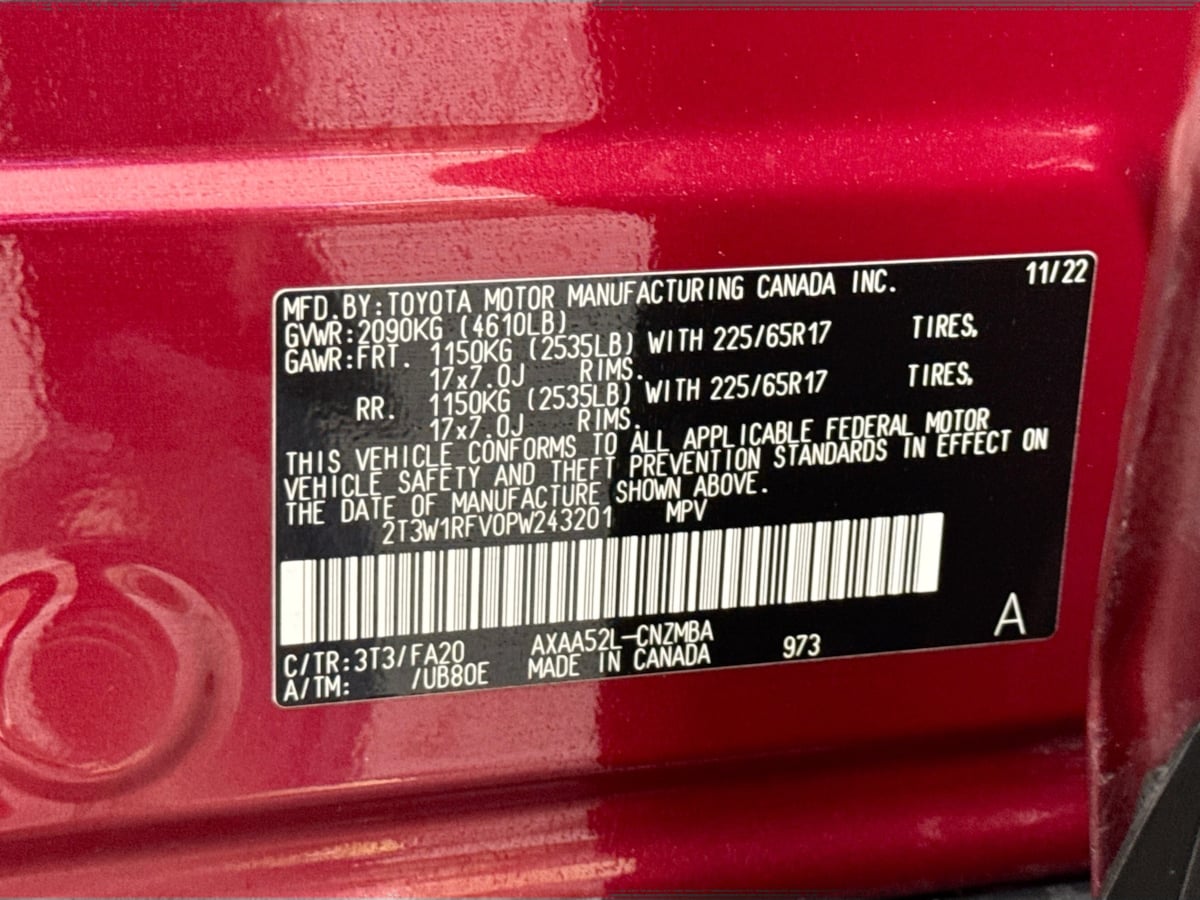 MFD.BY:TOYOTA MOTOR MANUFACTURING CANADA INC. 11/22
GVWR:2090KG (4610LB)
GAWR:FRT. 1150KG (2535LB) WITH 225/65R17 TIRES,
17x7.0J RIMS.
RR. 1150KG (2535LB) WITH 225/65R17 TIRES,
17x7.0J RIMS.
THIS VEHICLE CONFORMS TO ALL APPLICABLE FEDERAL MOTOR
VEHICLE SAFETY AND THEFT PREVENTION STANDARDS IN EFFECT ON
THE DATE OF MANUFACTURE SHOWN ABOVE.
2T3W1RFV0PW243201 MPV
C/TR:3T3/FA20 AXAA52L-CNZMBA 973 A
A/TM: /UB80E MADE IN CANADA